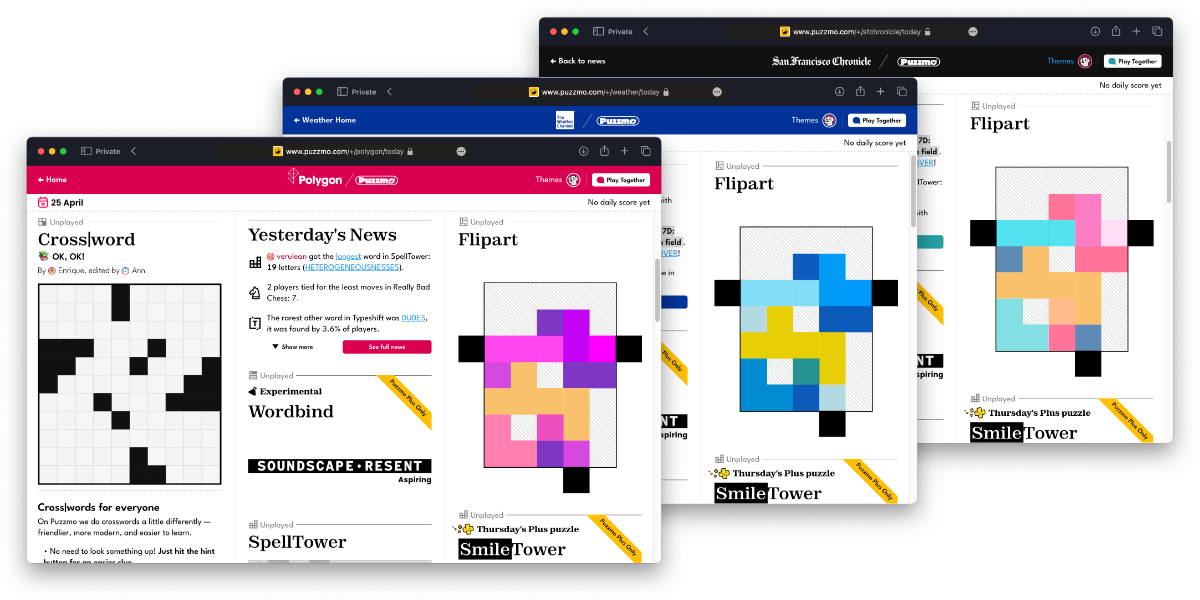 Private
www.puzzmo.com/+/sfchronicle/today
← Back to news
San Francisco Chronicle
Puzzmo
Themes
Play Together
No daily score yet
Unplayed
Flipart
7D:
field .
OVER!
SpellTower:
with
NT
Aspiring
Puzzmo Plus Only
Thursday's Plus puzzle
SmileTower
Puzzmo Plus Only
Private
www.puzzmo.com/+/weather/today
← Weather Home
The
Weather
Channel
Puzzmo
Themes
Play Together
No daily score yet
Unplayed
Flipart
7D:
field .
OVER!
with
e in
Plus Only
NT
Aspiring
Unplayed
Thursday's Plus puzzle
SmileTower
Puzzmo Plus Only
Private
www.puzzmo.com/+/polygon/today
← Home
Polygon
Puzzmo
Themes
Play Together
25 April
No daily score yet
Unplayed
Cross|word
OK, OK!
By Enrique, edited by Ann
Cross|words for everyone
On Puzzmo we do crosswords a little differently —
friendlier, more modern, and easier to learn.
• No need to look something up! Just hit the hint
button for an easier clue
Yesterday's News
verulean got the longest word in SpellTower:
19 letters (HETEROGENEOUSNESSES).
2 players tied for the least moves in Really Bad
Chess: 7.
The rarest other word in Typeshift was DUDES,
it was found by 3.6% of players.
▼ Show more
See full news
Unplayed
Experimental
Wordbind
Puzzmo Plus Only
SOUNDSCAPE•RESENT
Aspiring
Unplayed
SpellTower
Unplayed
Flipart
Unplayed
Thursday's Plus puzzle
SmileTower
Puzzmo Plus Only